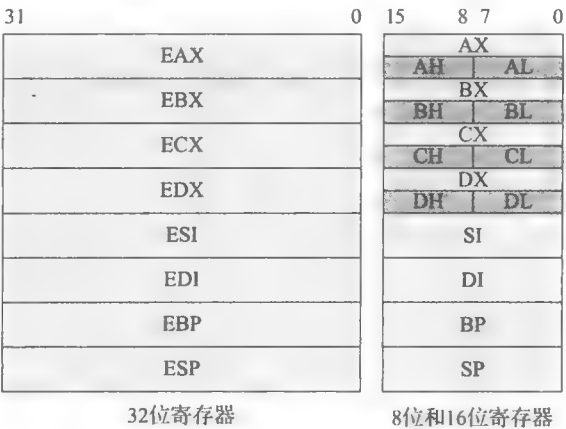 31 0
EAX
EBX
ECX
EDX
ESI
EDI
EBP
ESP
32位寄存器
15 8 7 0
AX
AH AL
BX
BH BL
CX
CH CL
DX
DH DL
SI
DI
BP
SP
8位和16位寄存器